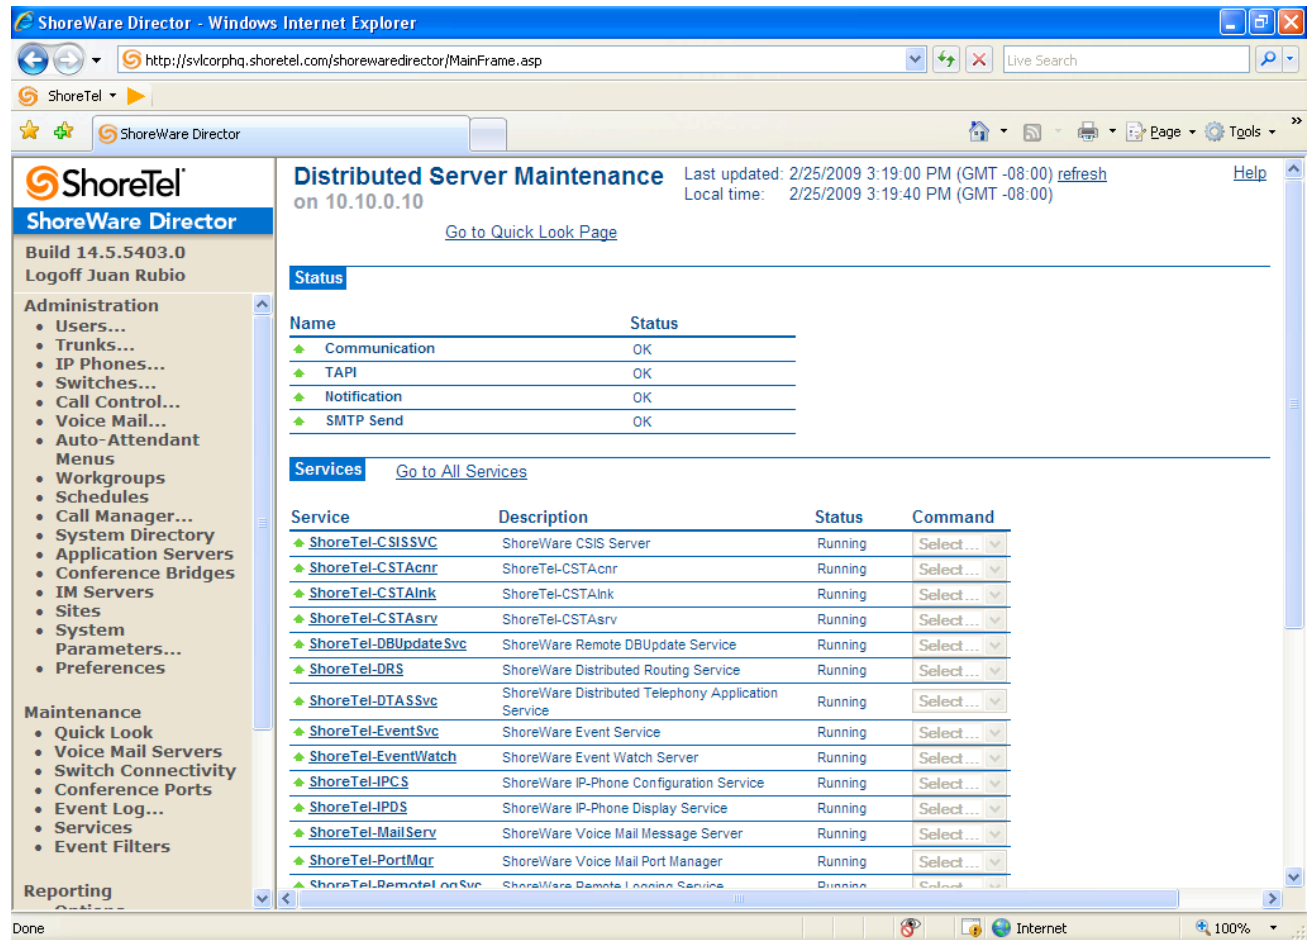 ShoreWare Director - Windows Internet Explorer
http://svlcorphq.shoretel.com/shorewaredirector/MainFrame.asp
Live Search
ShoreTel
ShoreWare Director
Page
Tools
»
ShoreTel
ShoreWare Director
Build 14.5.5403.0
Logoff Juan Rubio
Administration
• Users...
• Trunks...
• IP Phones...
• Switches...
• Call Control...
• Voice Mail...
• Auto-Attendant
Menus
• Workgroups
• Schedules
• Call Manager...
• System Directory
• Application Servers
• Conference Bridges
• IM Servers
• Sites
• System
Parameters...
• Preferences
Maintenance
• Quick Look
• Voice Mail Servers
• Switch Connectivity
• Conference Ports
• Event Log...
• Services
• Event Filters
Reporting
• Options
Distributed Server Maintenance
on 10.10.0.10
Last updated: 2/25/2009 3:19:00 PM (GMT -08:00) refresh
Local time: 2/25/2009 3:19:40 PM (GMT -08:00)
Help
Go to Quick Look Page
Status
Name Status
Communication OK
TAPI OK
Notification OK
SMTP Send OK
Services Go to All Services
Service Description Status Command
ShoreTel-CSISSVC ShoreWare CSIS Server Running Select...
ShoreTel-CSTAcnr ShoreTel-CSTAcnr Running Select...
ShoreTel-CSTAlnk ShoreTel-CSTAlnk Running Select...
ShoreTel-CSTAsrv ShoreTel-CSTAsrv Running Select...
ShoreTel-DBUpdateSvc ShoreWare Remote DBUpdate Service Running Select...
ShoreTel-DRS ShoreWare Distributed Routing Service Running Select...
ShoreTel-DTASSvc ShoreWare Distributed Telephony Application Service Running Select...
ShoreTel-EventSvc ShoreWare Event Service Running Select...
ShoreTel-EventWatch ShoreWare Event Watch Server Running Select...
ShoreTel-IPCS ShoreWare IP-Phone Configuration Service Running Select...
ShoreTel-IPDS ShoreWare IP-Phone Display Service Running Select...
ShoreTel-MailServ ShoreWare Voice Mail Message Server Running Select...
ShoreTel-PortMgr ShoreWare Voice Mail Port Manager Running Select...
ShoreTel-RemoteLogSvc ShoreWare Remote Logging Service Running Select...
Done
Internet
100%